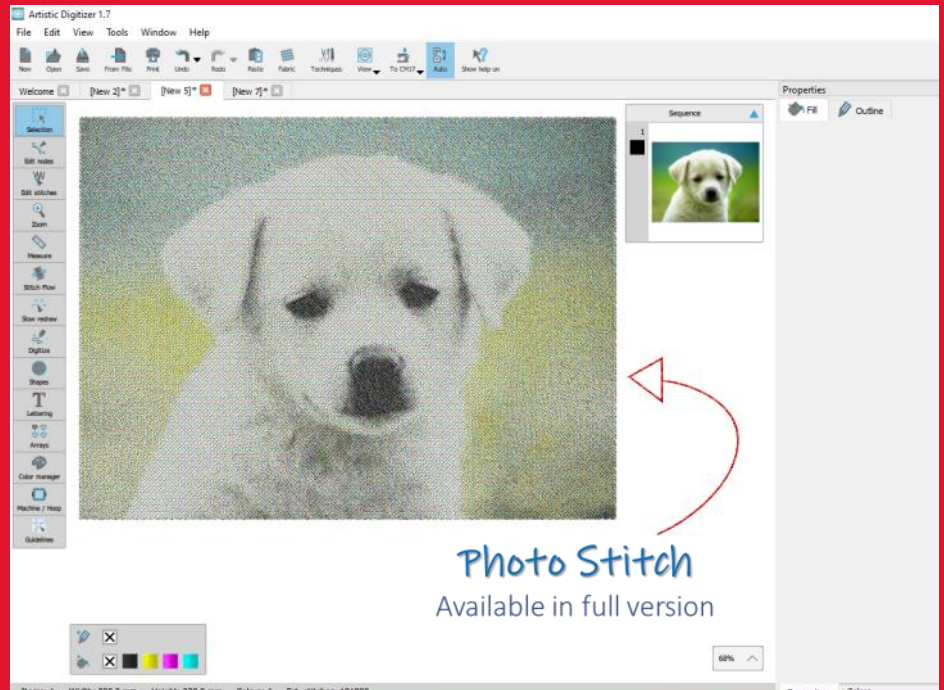 Artistic Digitizer 1.7
File Edit View Tools Window Help
New Open Save From File Print Undo Redo Paste Fabric Techniques View To CM17 Auto Show help on
Welcome [New 2]* [New 5]* [New 7]*
Properties
Fill Outline
Sequence
1
Selection
Edit nodes
Edit stitches
Zoom
Measure
Stitch Flow
Slow redraw
Digitize
Shapes
T
Lettering
Arrays
Color manager
Machine / Hoop
Guidelines
Photo Stitch
Available in full version
68%